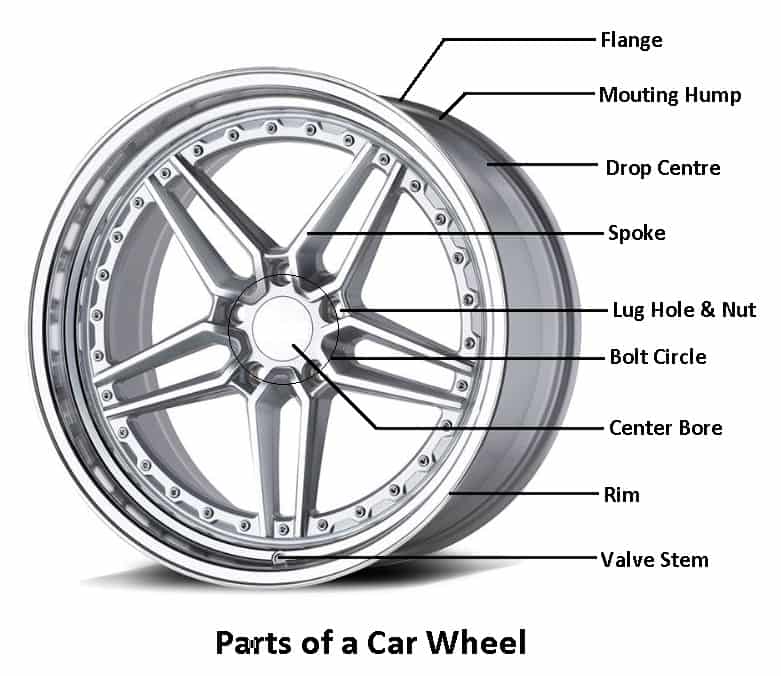 Flange
Mouting Hump
Drop Centre
Spoke
Lug Hole & Nut
Bolt Circle
Center Bore
Rim
Valve Stem
Parts of a Car Wheel